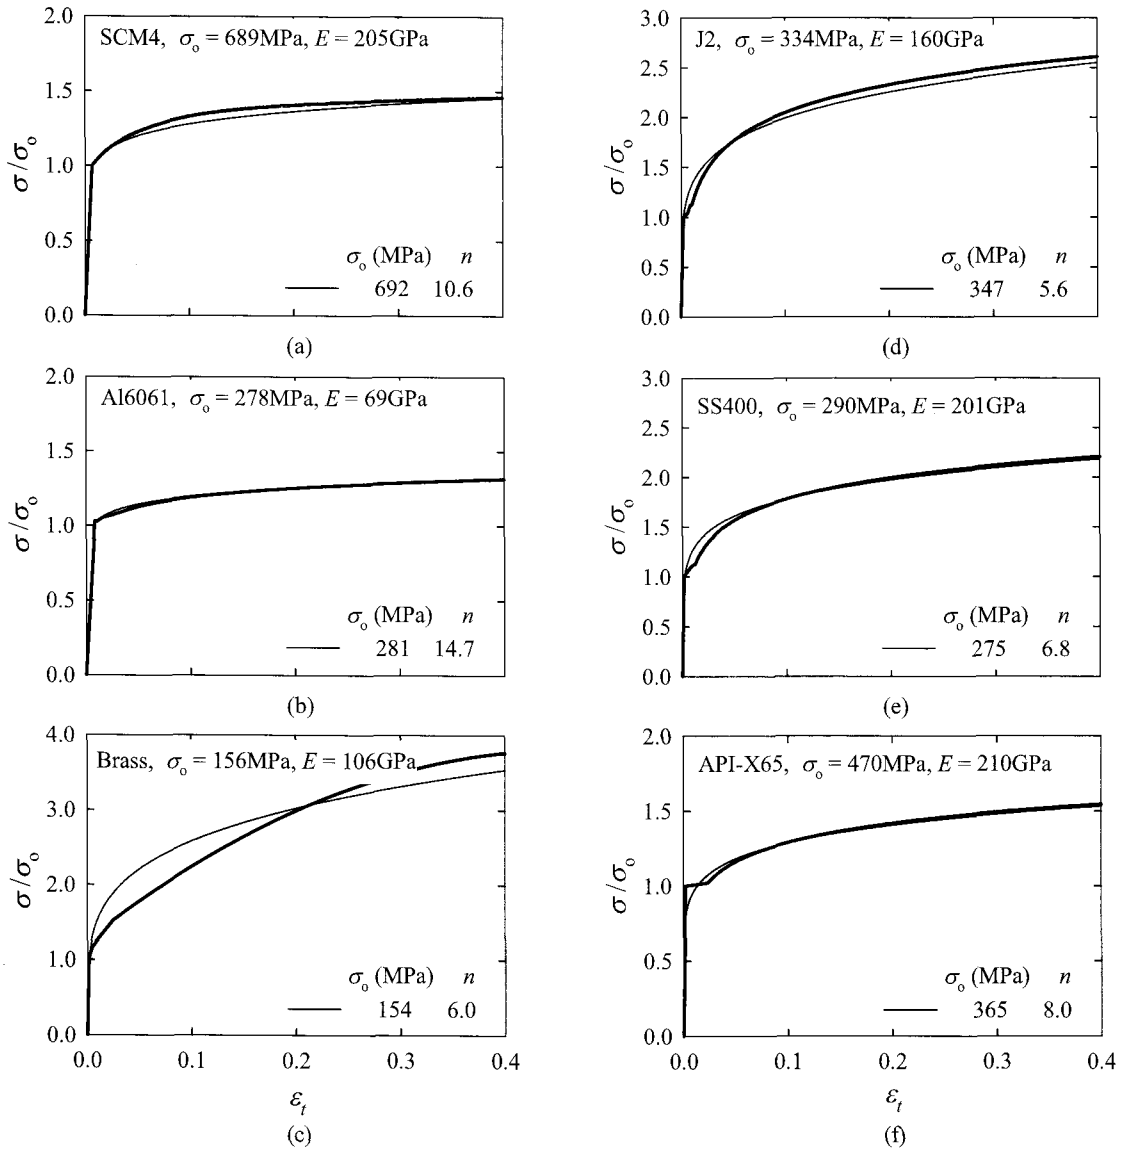 SCM4, σo = 689MPa, E = 205GPa
2.0
1.5
1.0
0.5
0.0
σ/σo
σo (MPa) n
692 10.6
(a)
J2, σo = 334MPa, E = 160GPa
3.0
2.5
2.0
1.5
1.0
0.5
0.0
σ/σo
σo (MPa) n
347 5.6
(d)
Al6061, σo = 278MPa, E = 69GPa
2.0
1.5
1.0
0.5
0.0
σ/σo
σo (MPa) n
281 14.7
(b)
SS400, σo = 290MPa, E = 201GPa
3.0
2.5
2.0
1.5
1.0
0.5
0.0
σ/σo
σo (MPa) n
275 6.8
(e)
Brass, σo = 156MPa, E = 106GPa
4.0
3.0
2.0
1.0
0.0
σ/σo
σo (MPa) n
154 6.0
0.0 0.1 0.2 0.3 0.4
εt
(c)
API-X65, σo = 470MPa, E = 210GPa
2.0
1.5
1.0
0.5
0.0
σ/σo
σo (MPa) n
365 8.0
0.0 0.1 0.2 0.3 0.4
εt
(f)